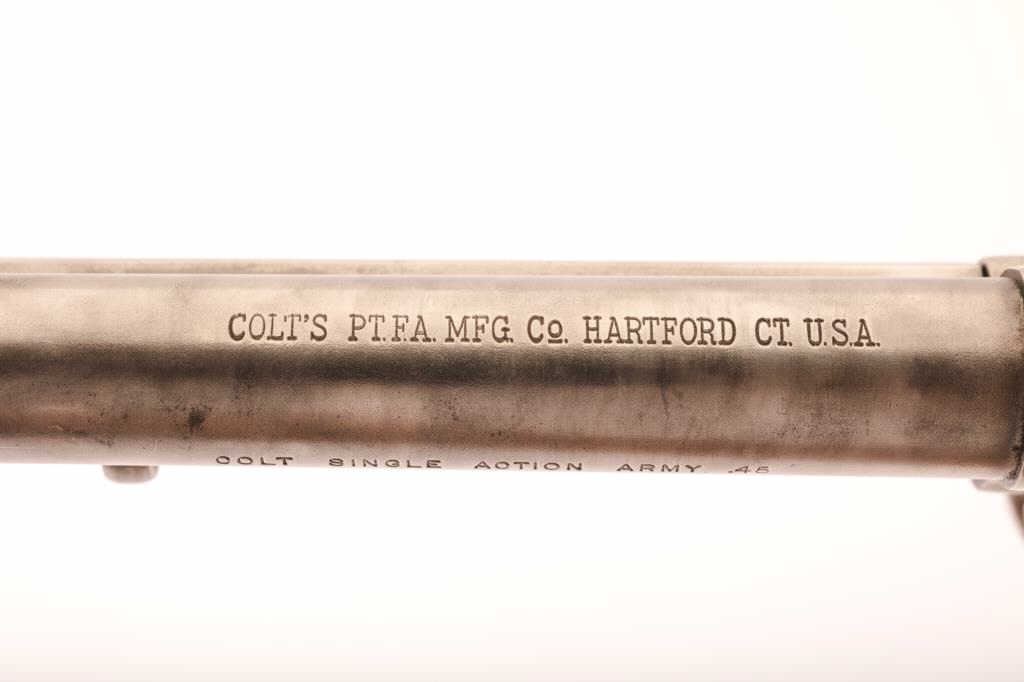 COLT'S PT.F.A. MFG. Co. HARTFORD CT. U.S.A.
COLT SINGLE ACTION ARMY .45